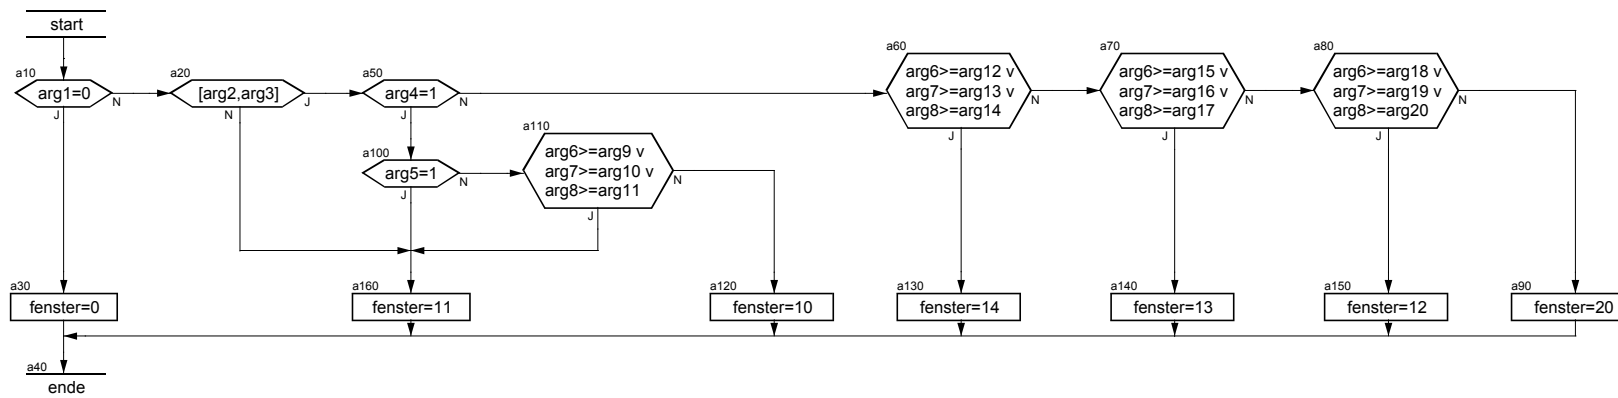 start
a10
arg1=0
N
J
a20
[arg2,arg3]
J
N
a50
arg4=1
N
J
a60
arg6>=arg12 v
arg7>=arg13 v
arg8>=arg14
N
J
a70
arg6>=arg15 v
arg7>=arg16 v
arg8>=arg17
N
J
a80
arg6>=arg18 v
arg7>=arg19 v
arg8>=arg20
N
J
a100
arg5=1
N
J
a110
arg6>=arg9 v
arg7>=arg10 v
arg8>=arg11
N
J
a30
fenster=0
a160
fenster=11
a120
fenster=10
a130
fenster=14
a140
fenster=13
a150
fenster=12
a90
fenster=20
a40
ende